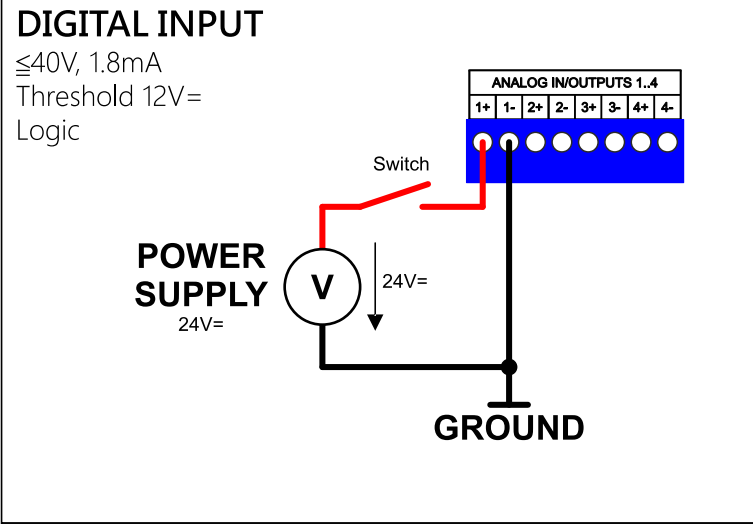 DIGITAL INPUT
≦40V, 1.8mA
Threshold 12V=
Logic
ANALOG IN/OUTPUTS 1..4
1+ 1- 2+ 2- 3+ 3- 4+ 4-
Switch
POWER
SUPPLY
24V=
V
24V=
GROUND